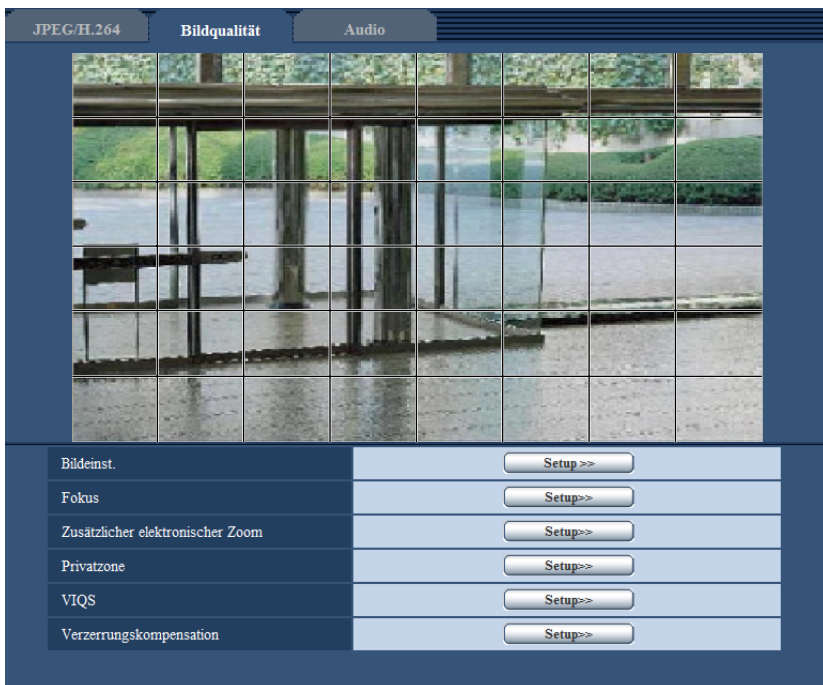 JPEG/H.264 Bildqualität Audio
Bildeinst. Setup >>
Fokus Setup>>
Zusätzlicher elektronischer Zoom Setup>>
Privatzone Setup>>
VIQS Setup>>
Verzerrungskompensation Setup>>